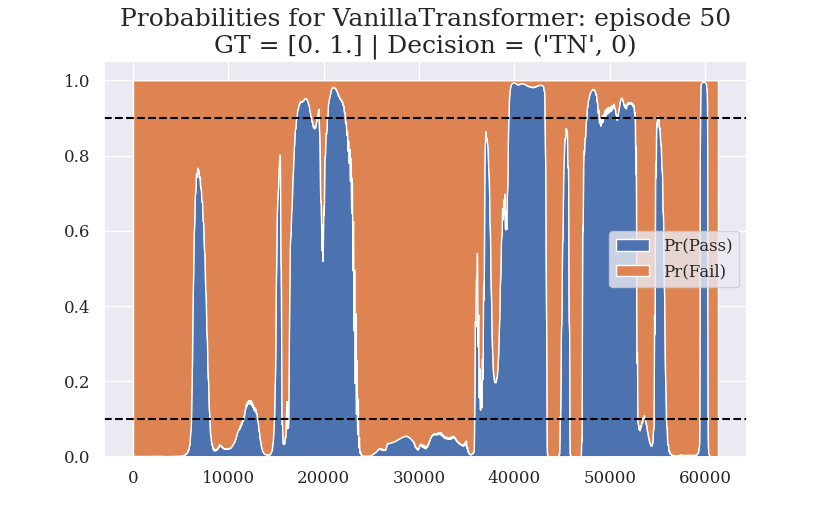 Probabilities for VanillaTransformer: episode 50
GT = [0. 1.] | Decision = ('TN', 0)
1.0
0.8
0.6
0.4
0.2
0.0
Pr(Pass)
Pr(Fail)
0 10000 20000 30000 40000 50000 60000